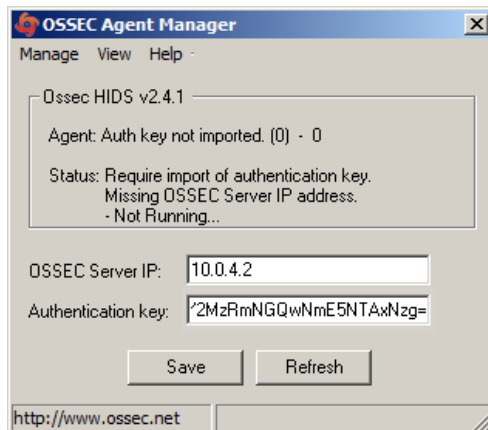 OSSEC Agent Manager
Manage View Help
Ossec HIDS v2.4.1
Agent: Auth key not imported. (0) - 0
Status: Require import of authentication key.
Missing OSSEC Server IP address.
- Not Running...
OSSEC Server IP: 10.0.4.2
Authentication key: 2MzRmNGQwNmE5NTAxNzg=
Save Refresh
http://www.ossec.net